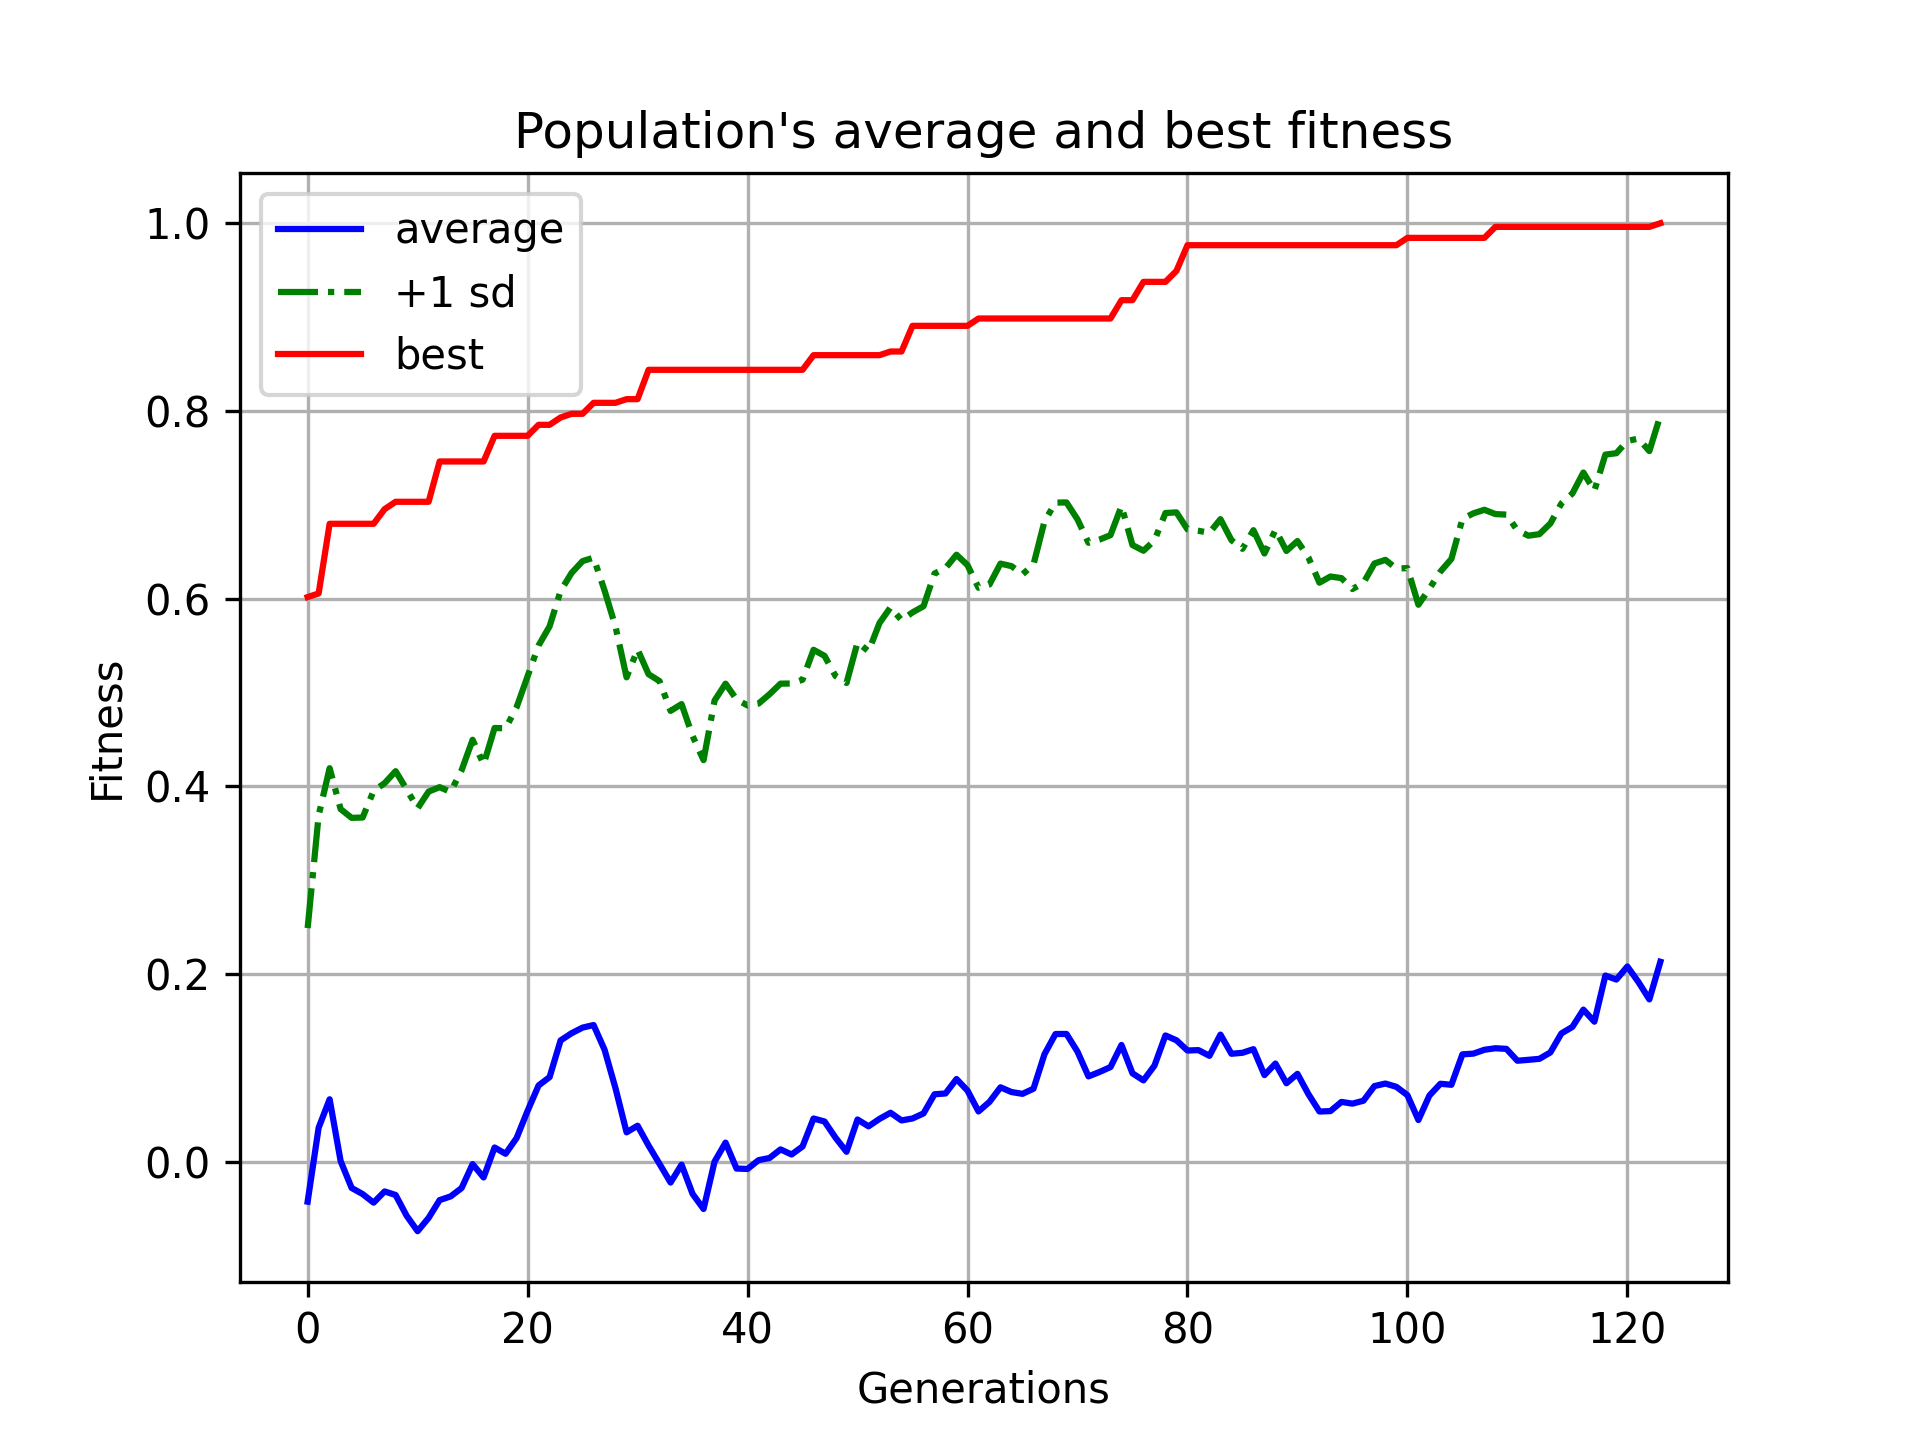 Population's average and best fitness
average
+1 sd
best
1.0
0.8
0.6
0.4
0.2
0.0
Fitness
0 20 40 60 80 100 120
Generations